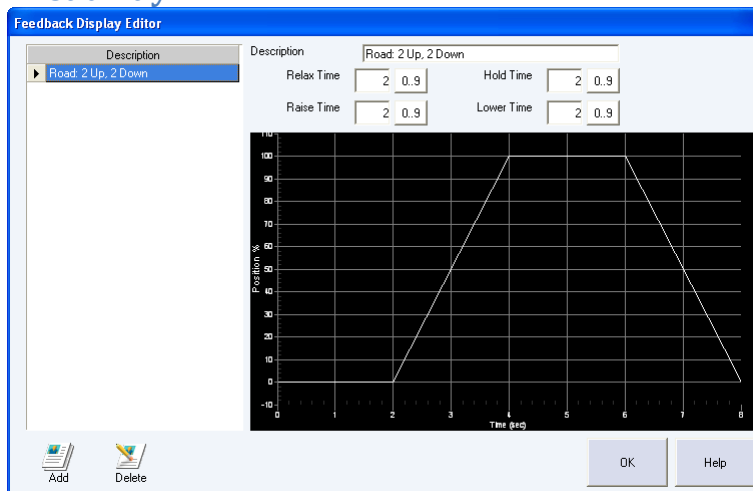 Feedback Display Editor
Description
Road: 2 Up, 2 Down
Description Road: 2 Up, 2 Down
Relax Time 2 0..9 Hold Time 2 0..9
Raise Time 2 0..9 Lower Time 2 0..9
110
100
90
80
70
60
50
40
30
20
10
0
-10
Position %
0 1 2 3 4 5 6 7 8
Time (sec)
Add Delete OK Help